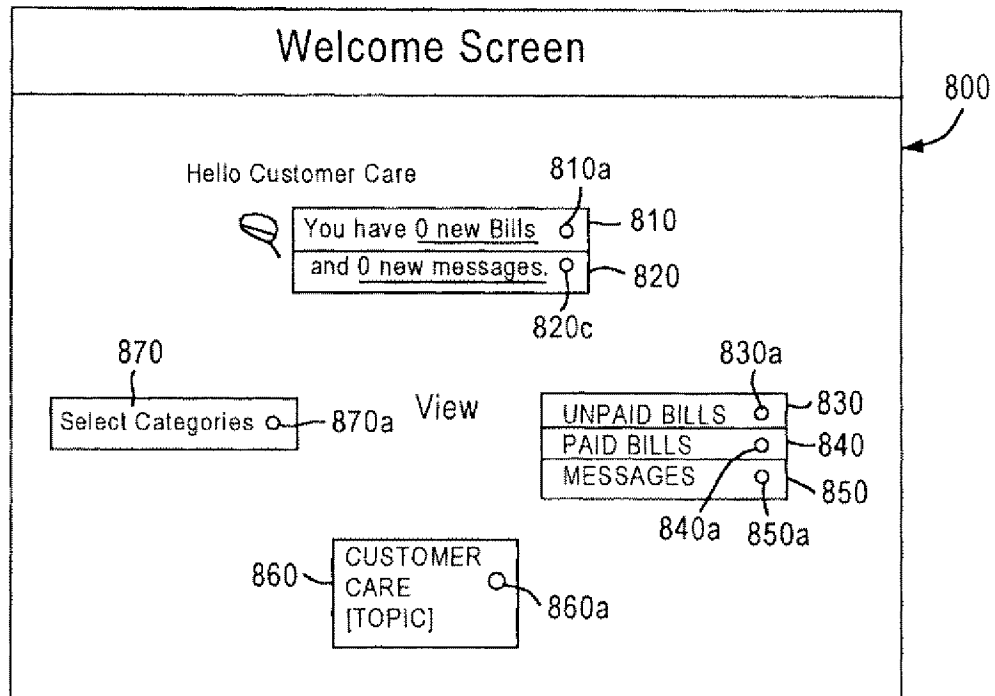 Welcome Screen
800
Hello Customer Care
810a
You have 0 new Bills
810
and 0 new messages.
820
820c
870
830a
Select Categories
870a
View
UNPAID BILLS
830
PAID BILLS
840
MESSAGES
850
840a
850a
860
CUSTOMER
CARE
[TOPIC]
860a